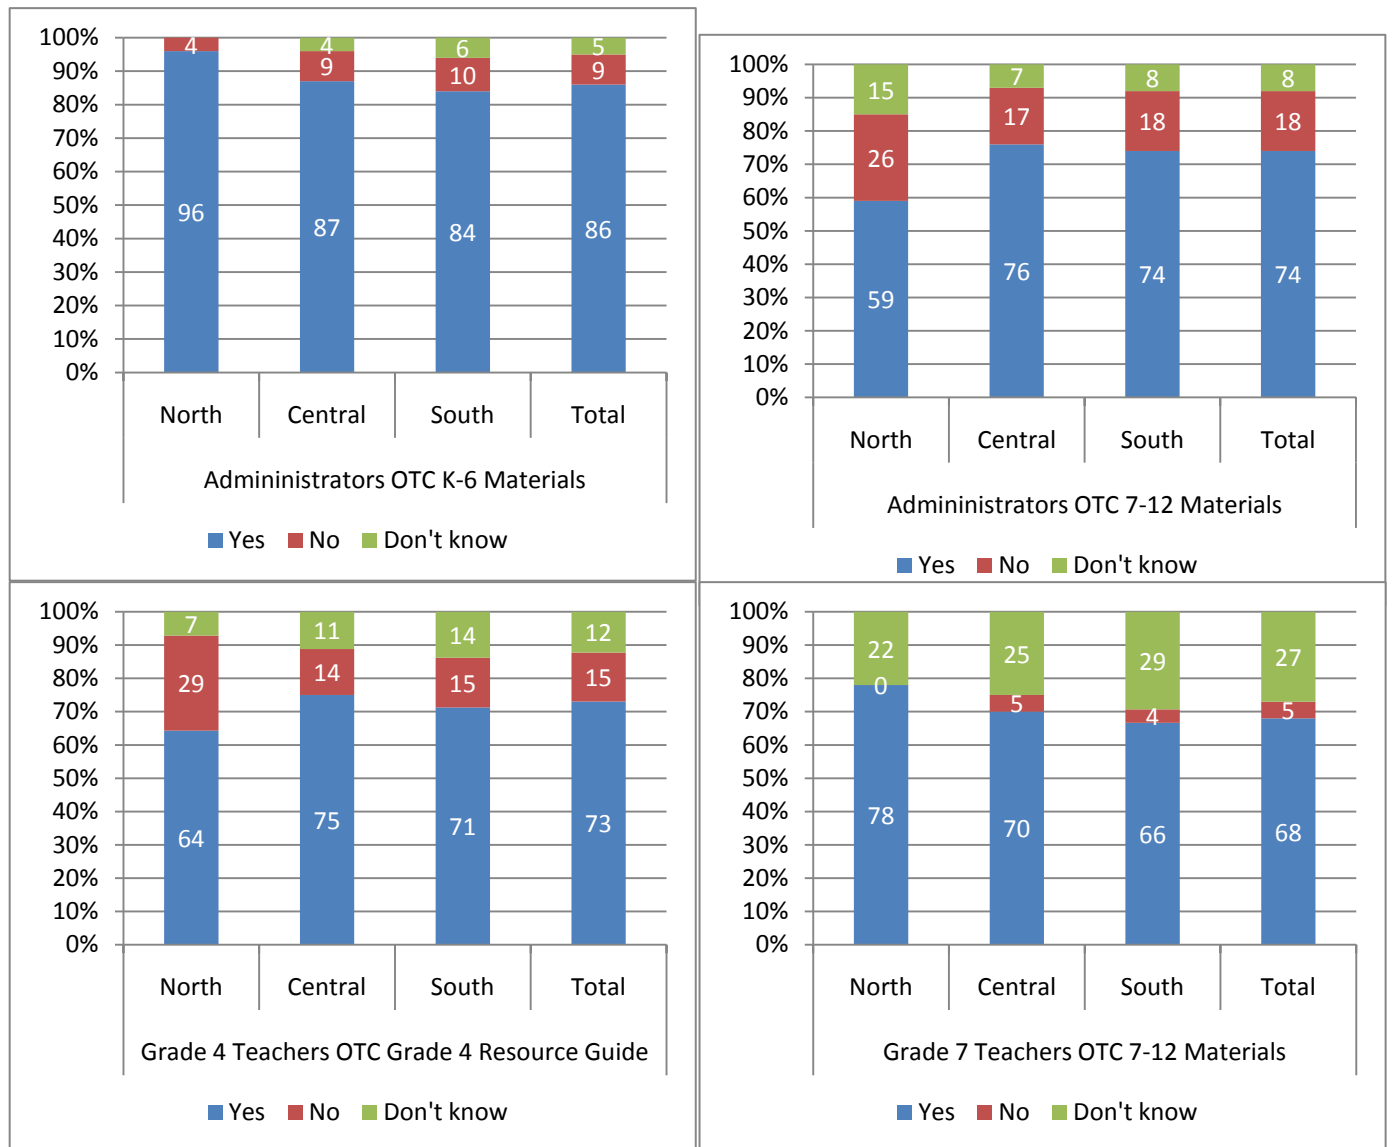 100%
90%
80%
70%
60%
50%
40%
30%
20%
10%
0%
4
4 6 5
9 10 9
96 87 84 86
North Central South Total
Admininistrators OTC K-6 Materials
Yes No Don't know
100%
90%
80%
70%
60%
50%
40%
30%
20%
10%
0%
15 7 8 8
26 17 18 18
59 76 74 74
North Central South Total
Admininistrators OTC 7-12 Materials
Yes No Don't know
100%
90%
80%
70%
60%
50%
40%
30%
20%
10%
0%
7 11 14 12
29 14 15 15
64 75 71 73
North Central South Total
Grade 4 Teachers OTC Grade 4 Resource Guide
Yes No Don't know
100%
90%
80%
70%
60%
50%
40%
30%
20%
10%
0%
22 25 29 27
0 5 4 5
78 70 66 68
North Central South Total
Grade 7 Teachers OTC 7-12 Materials
Yes No Don't know